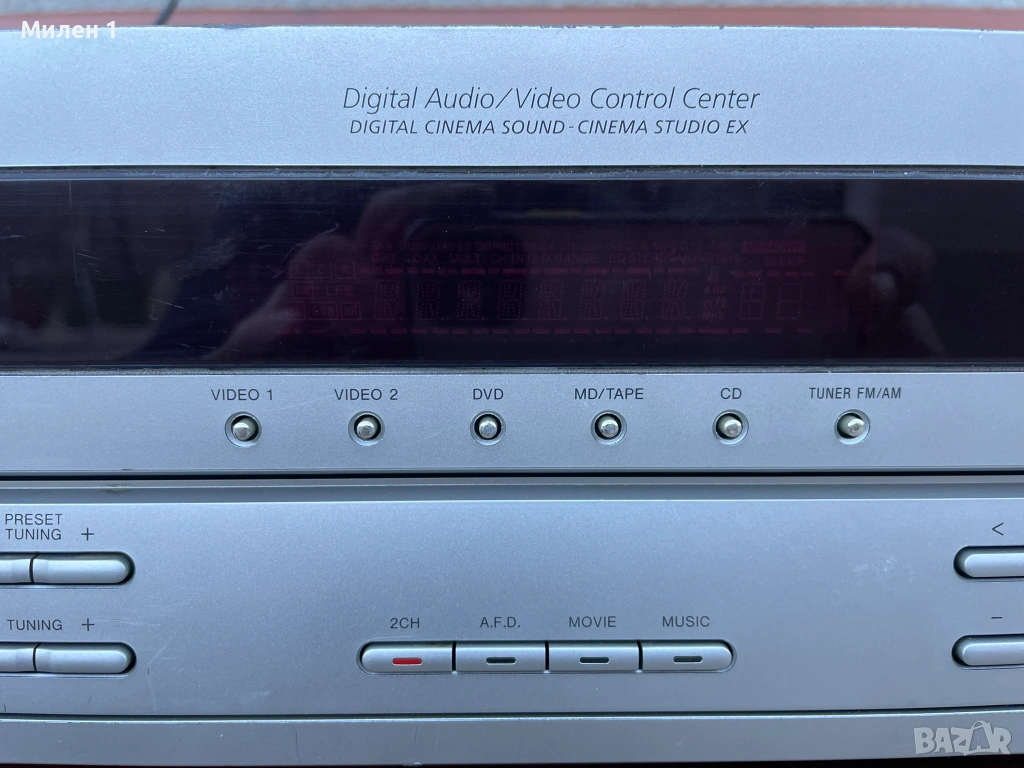 Милен 1
Digital Audio/Video Control Center
DIGITAL CINEMA SOUND-CINEMA STUDIO EX
VIDEO 1 VIDEO 2 DVD MD/TAPE CD TUNER FM/AM
PRESET
TUNING + <
TUNING + −
2CH A.F.D. MOVIE MUSIC
BAZAR